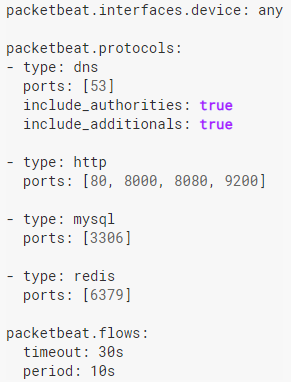 packetbeat.interfaces.device: any
packetbeat.protocols:
- type: dns
  ports: [53]
  include_authorities: true
  include_additionals: true
- type: http
  ports: [80, 8000, 8080, 9200]
- type: mysql
  ports: [3306]
- type: redis
  ports: [6379]
packetbeat.flows:
  timeout: 30s
  period: 10s